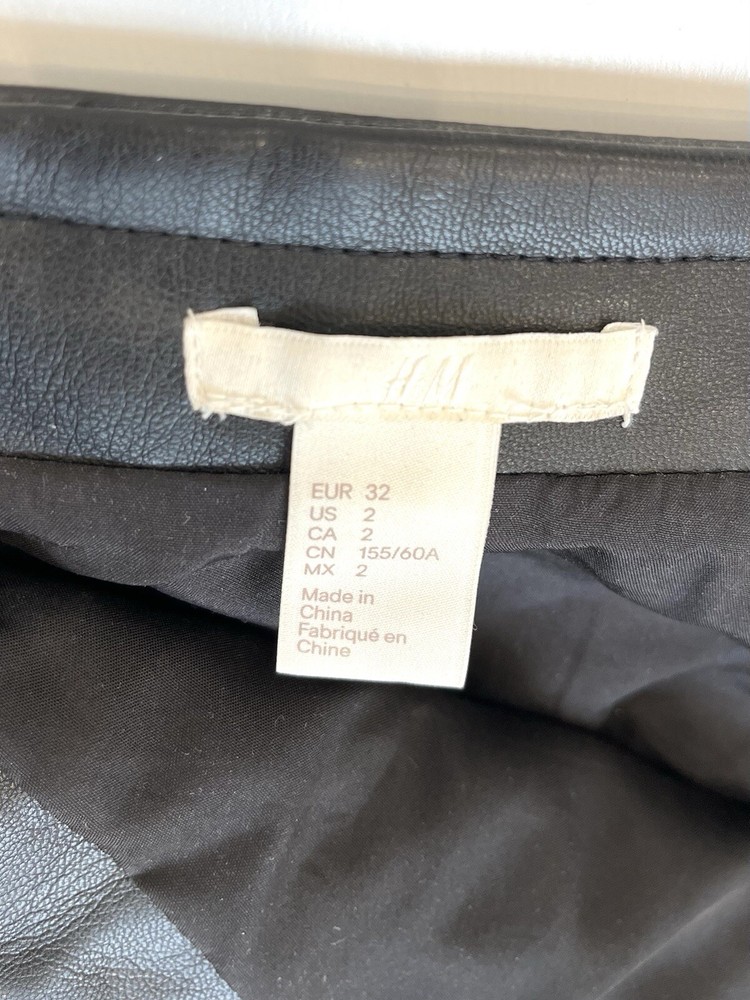 H&M
EUR 32
US 2
CA 2
CN 155/60A
MX 2
Made in
China
Fabriqué en
Chine